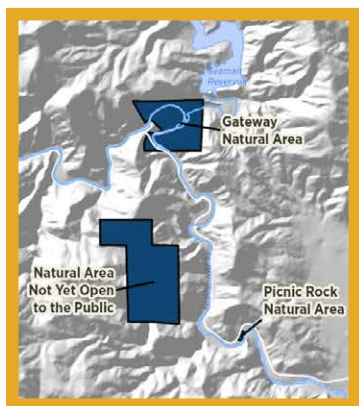 Seaman
Reservoir
Gateway
Natural Area
Natural Area
Not Yet Open
to the Public
Picnic Rock
Natural Area